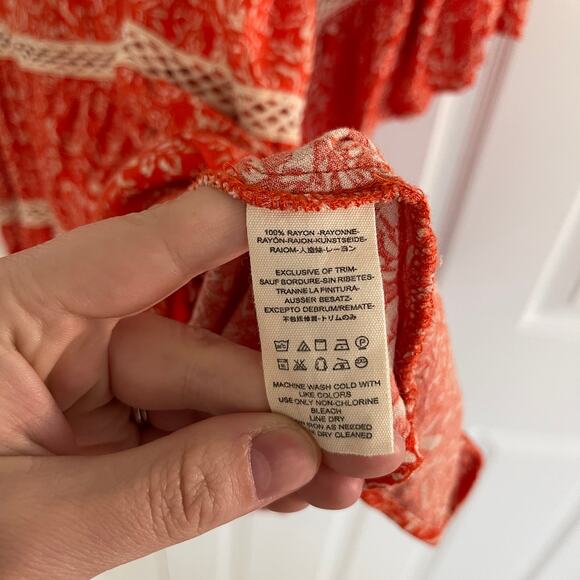 100% RAYON -RAYONNE-
RAYÓN-RAION-KUNSTSEIDE-
RAIOM-人造絲-レーヨン
EXCLUSIVE OF TRIM-
SAUF BORDURE-SIN RIBETES-
TRANNE LA FINITURA-
AUSSER BESATZ-
EXCEPTO DEBRUM/REMATE-
不包括修質-トリムのみ
MACHINE WASH COLD WITH
LIKE COLORS
USE ONLY NON-CHLORINE
BLEACH
LINE DRY
IRON AS NEEDED
DRY CLEANED